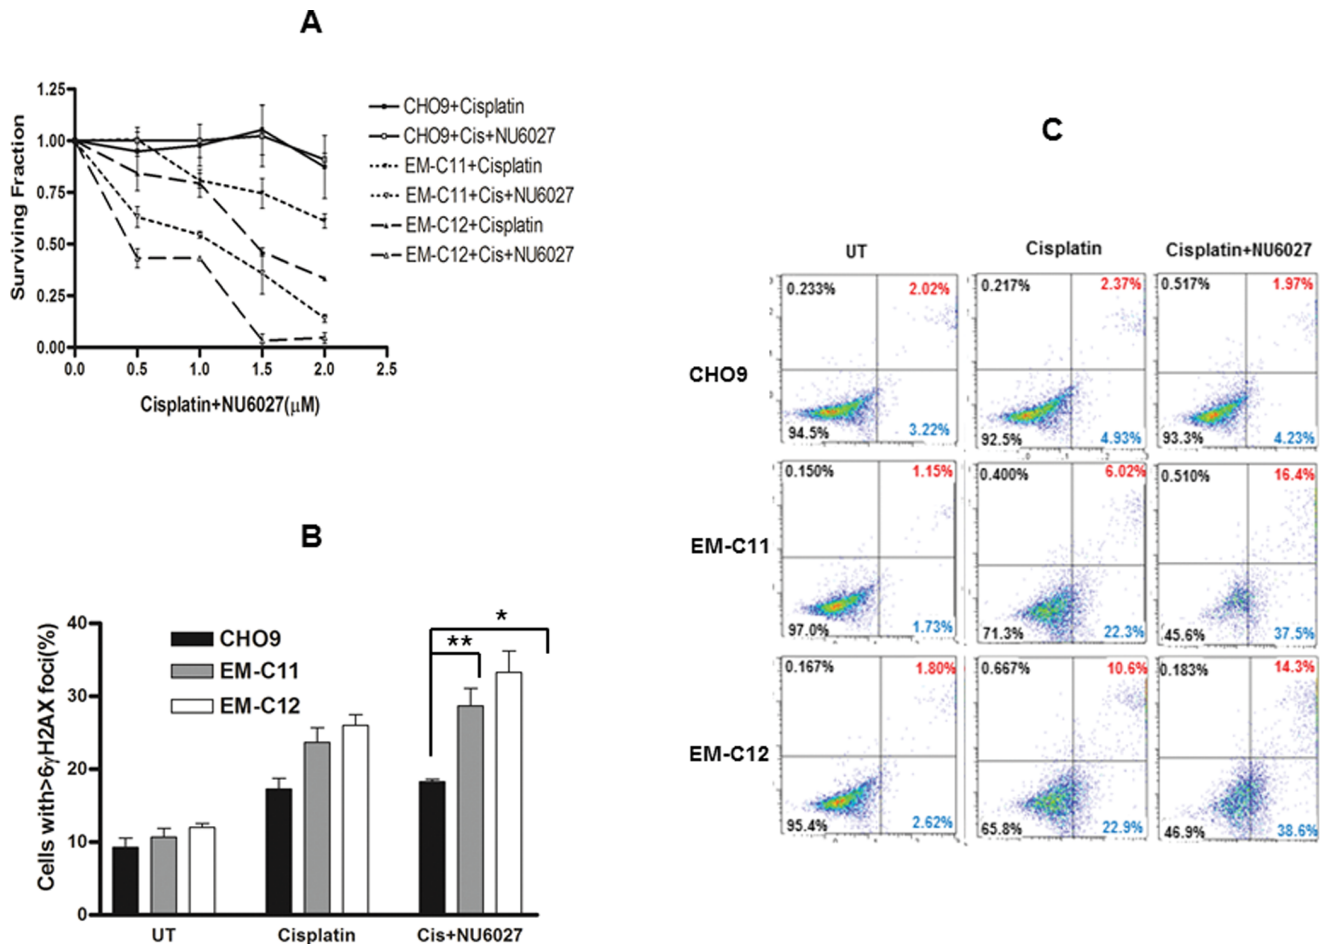 A
1.25
1.00
0.75
0.50
0.25
0.00
Surviving Fraction
0.0 0.5 1.0 1.5 2.0 2.5
Cisplatin+NU6027(μM)
CHO9+Cisplatin
CHO9+Cis+NU6027
EM-C11+Cisplatin
EM-C11+Cis+NU6027
EM-C12+Cisplatin
EM-C12+Cis+NU6027
B
40
30
20
10
0
Cells with>6γH2AX foci(%)
CHO9
EM-C11
EM-C12
**
*
UT Cisplatin Cis+NU6027
C
UT Cisplatin Cisplatin+NU6027
CHO9
0.233% 2.02% 0.217% 2.37% 0.517% 1.97%
94.5% 3.22% 92.5% 4.93% 93.3% 4.23%
EM-C11
0.150% 1.15% 0.400% 6.02% 0.510% 16.4%
97.0% 1.73% 71.3% 22.3% 45.6% 37.5%
EM-C12
0.167% 1.80% 0.667% 10.6% 0.183% 14.3%
95.4% 2.62% 65.8% 22.9% 46.9% 38.6%